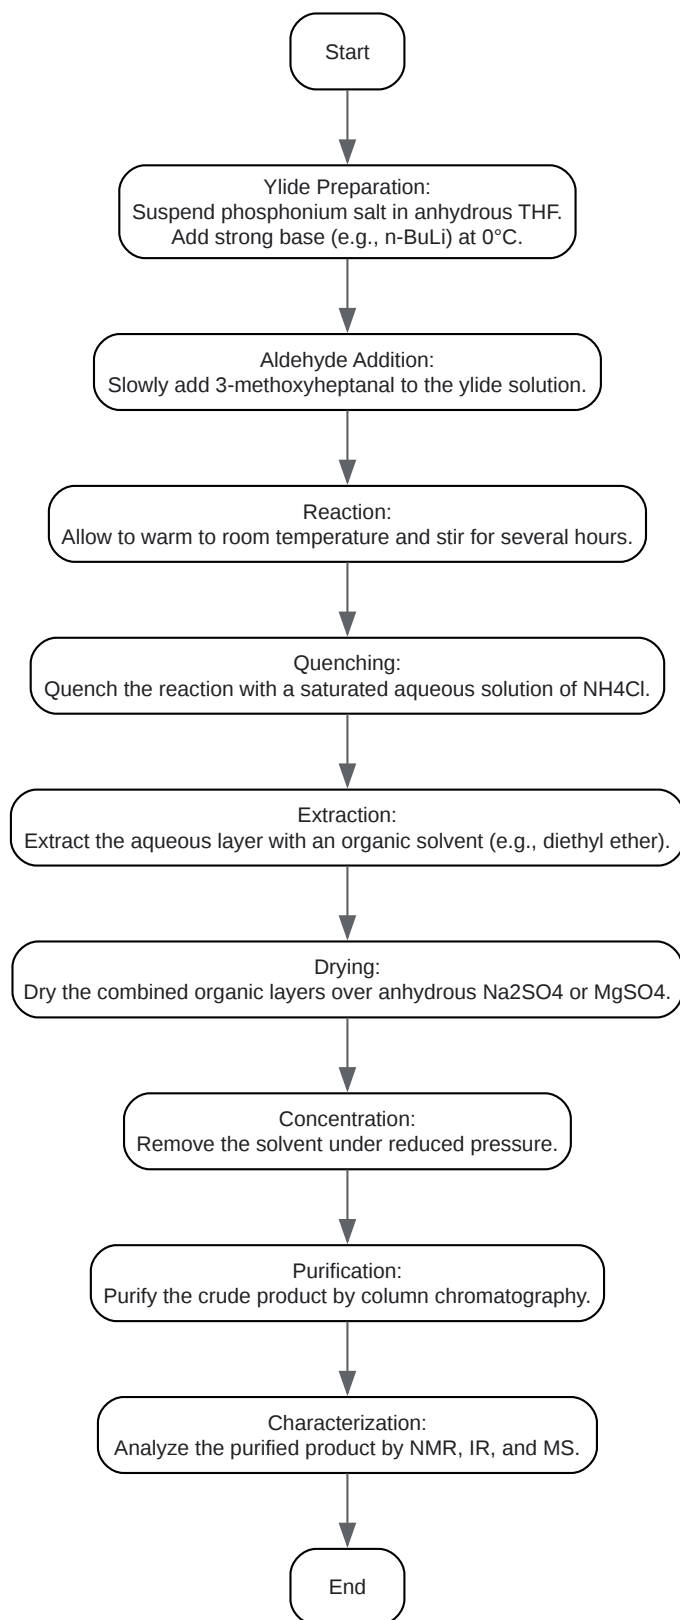 Start
Ylide Preparation:
Suspend phosphonium salt in anhydrous THF.
Add strong base (e.g., n-BuLi) at 0°C.
Aldehyde Addition:
Slowly add 3-methoxyheptanal to the ylide solution.
Reaction:
Allow to warm to room temperature and stir for several hours.
Quenching:
Quench the reaction with a saturated aqueous solution of NH4Cl.
Extraction:
Extract the aqueous layer with an organic solvent (e.g., diethyl ether).
Drying:
Dry the combined organic layers over anhydrous Na2SO4 or MgSO4.
Concentration:
Remove the solvent under reduced pressure.
Purification:
Purify the crude product by column chromatography.
Characterization:
Analyze the purified product by NMR, IR, and MS.
End